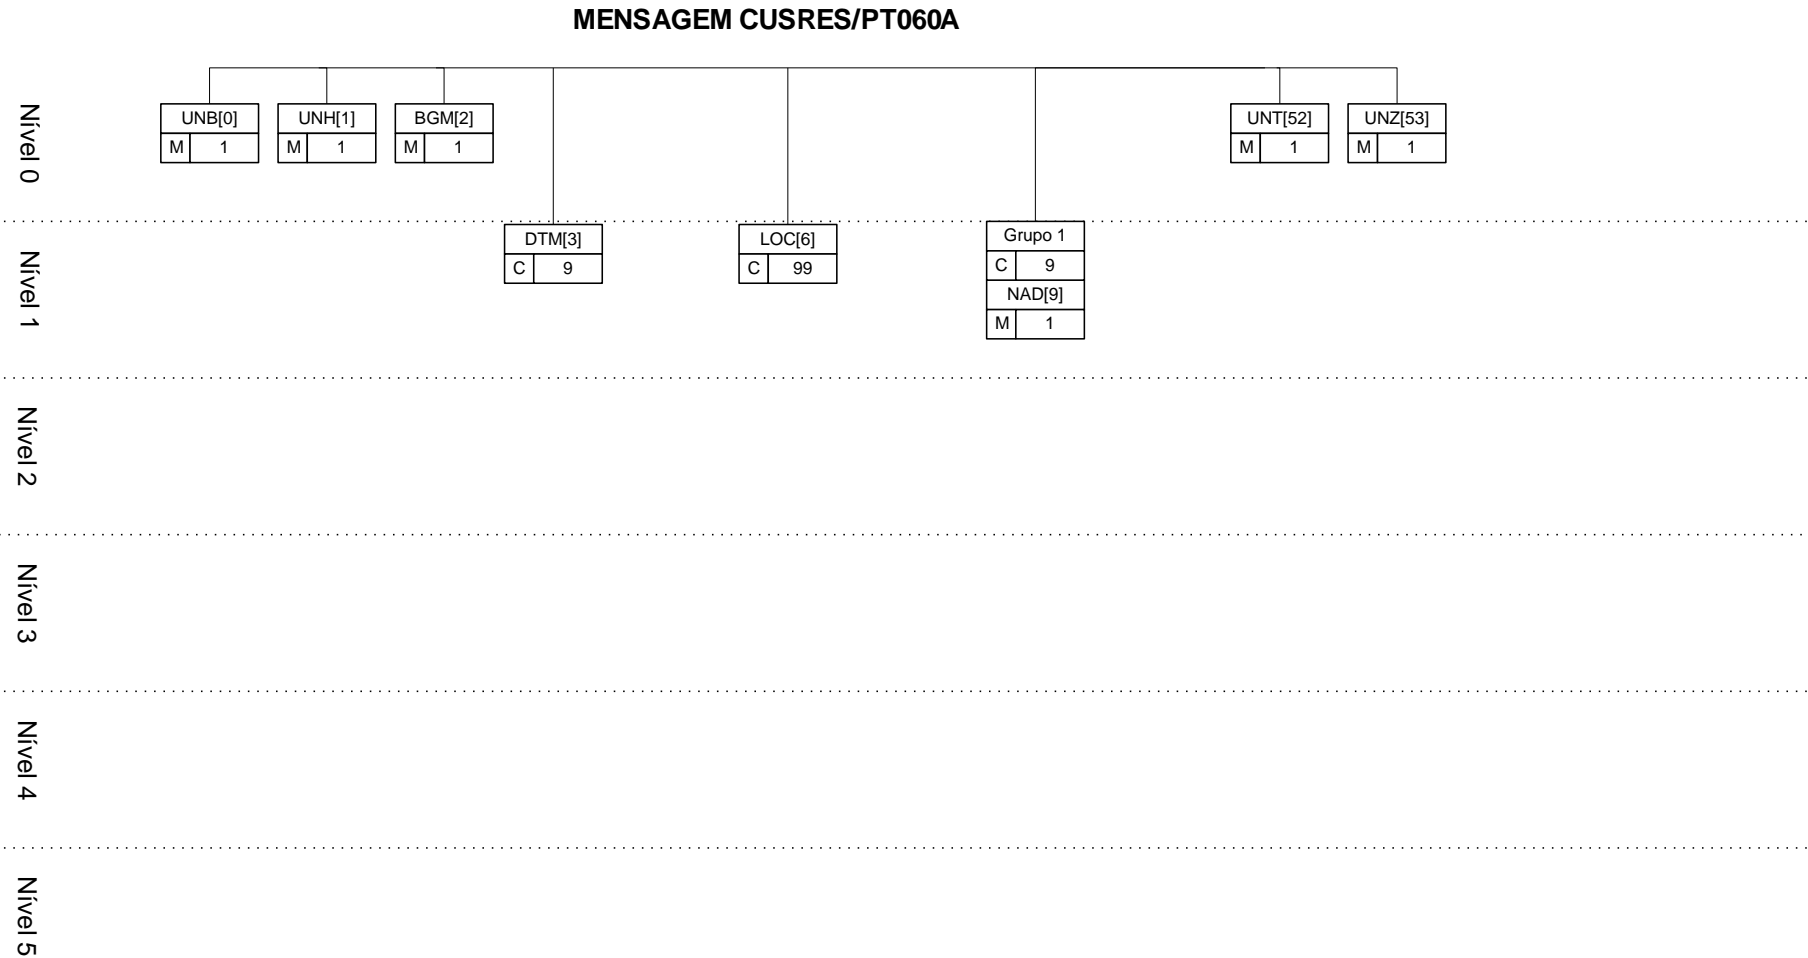 MENSAGEM CUSRES/PT060A
Nível 0
UNB[0] UNH[1] BGM[2] UNT[52] UNZ[53]
M 1 M 1 M 1 M 1 M 1
Nível 1
DTM[3] LOC[6] Grupo 1
C 9 C 99 C 9
NAD[9]
M 1
Nível 2
Nível 3
Nível 4
Nível 5